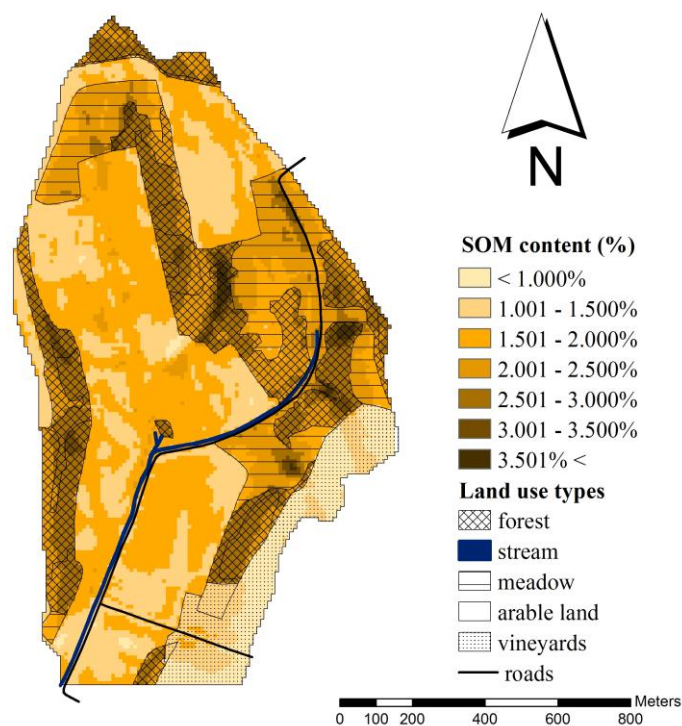 N
SOM content (%)
< 1.000%
1.001 - 1.500%
1.501 - 2.000%
2.001 - 2.500%
2.501 - 3.000%
3.001 - 3.500%
3.501% <
Land use types
forest
stream
meadow
arable land
vineyards
roads
Meters
0 100 200 400 600 800